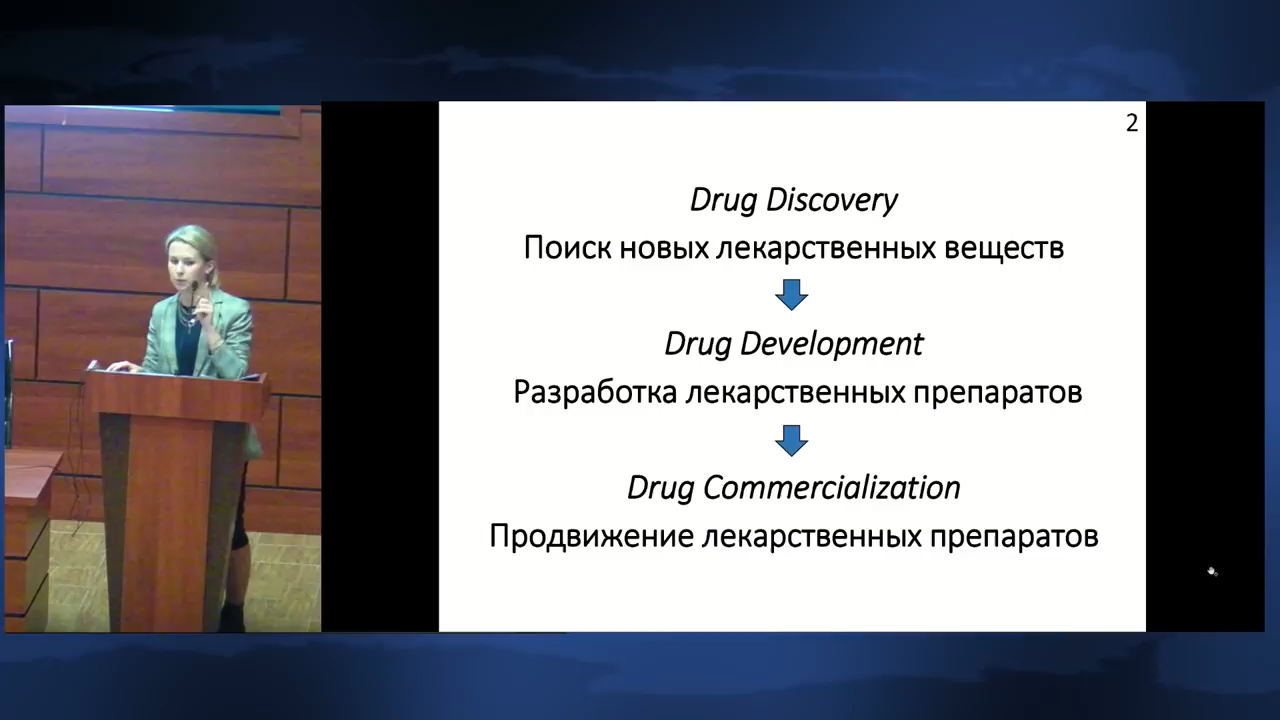 2
Drug Discovery
Поиск новых лекарственных веществ
Drug Development
Разработка лекарственных препаратов
Drug Commercialization
Продвижение лекарственных препаратов